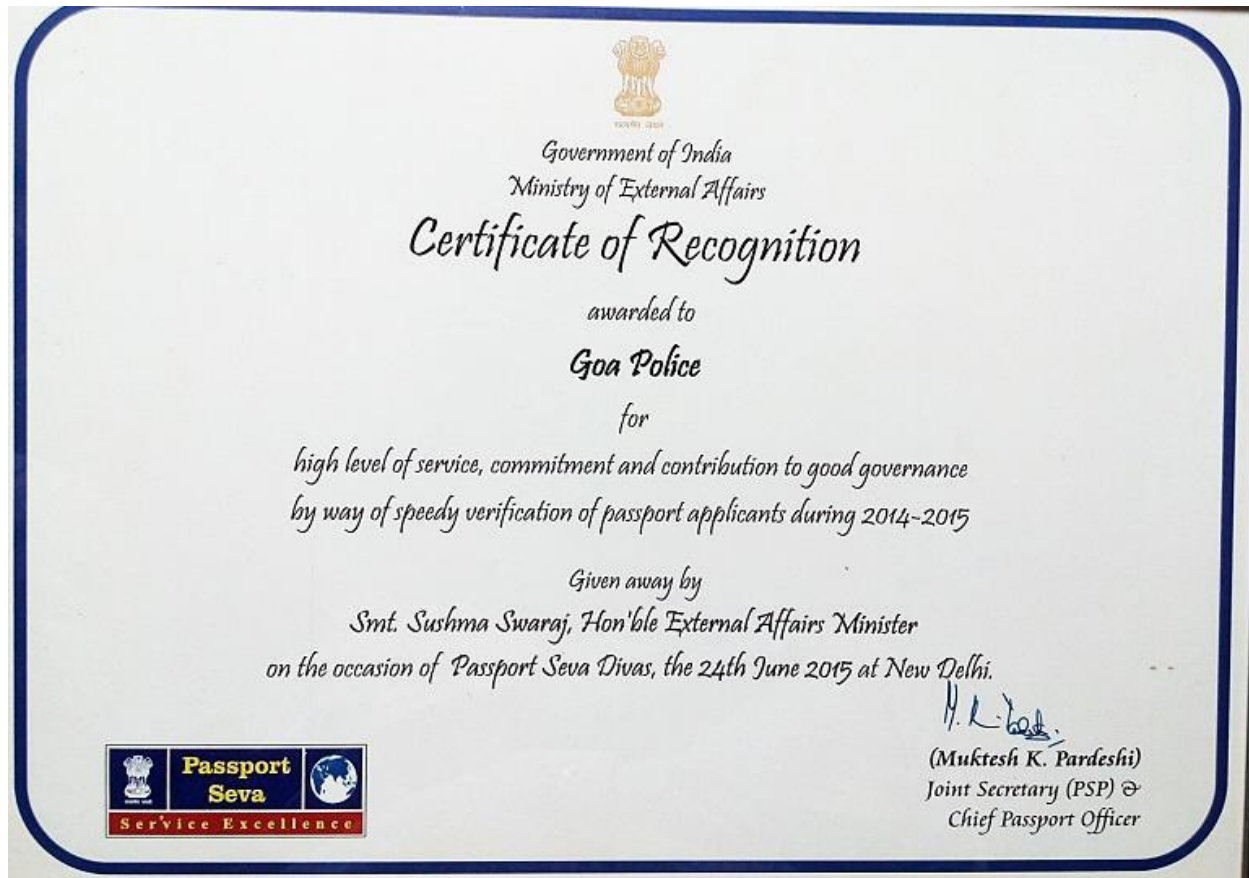 Government of India
Ministry of External Affairs
Certificate of Recognition
awarded to
Goa Police
for
high level of service, commitment and contribution to good governance
by way of speedy verification of passport applicants during 2014-2015
Given away by
Smt. Sushma Swaraj, Hon'ble External Affairs Minister
on the occasion of Passport Seva Divas, the 24th June 2015 at New Delhi.
(Muktesh K. Pardeshi)
Joint Secretary (PSP) &
Chief Passport Officer
Passport
Seva
Service Excellence